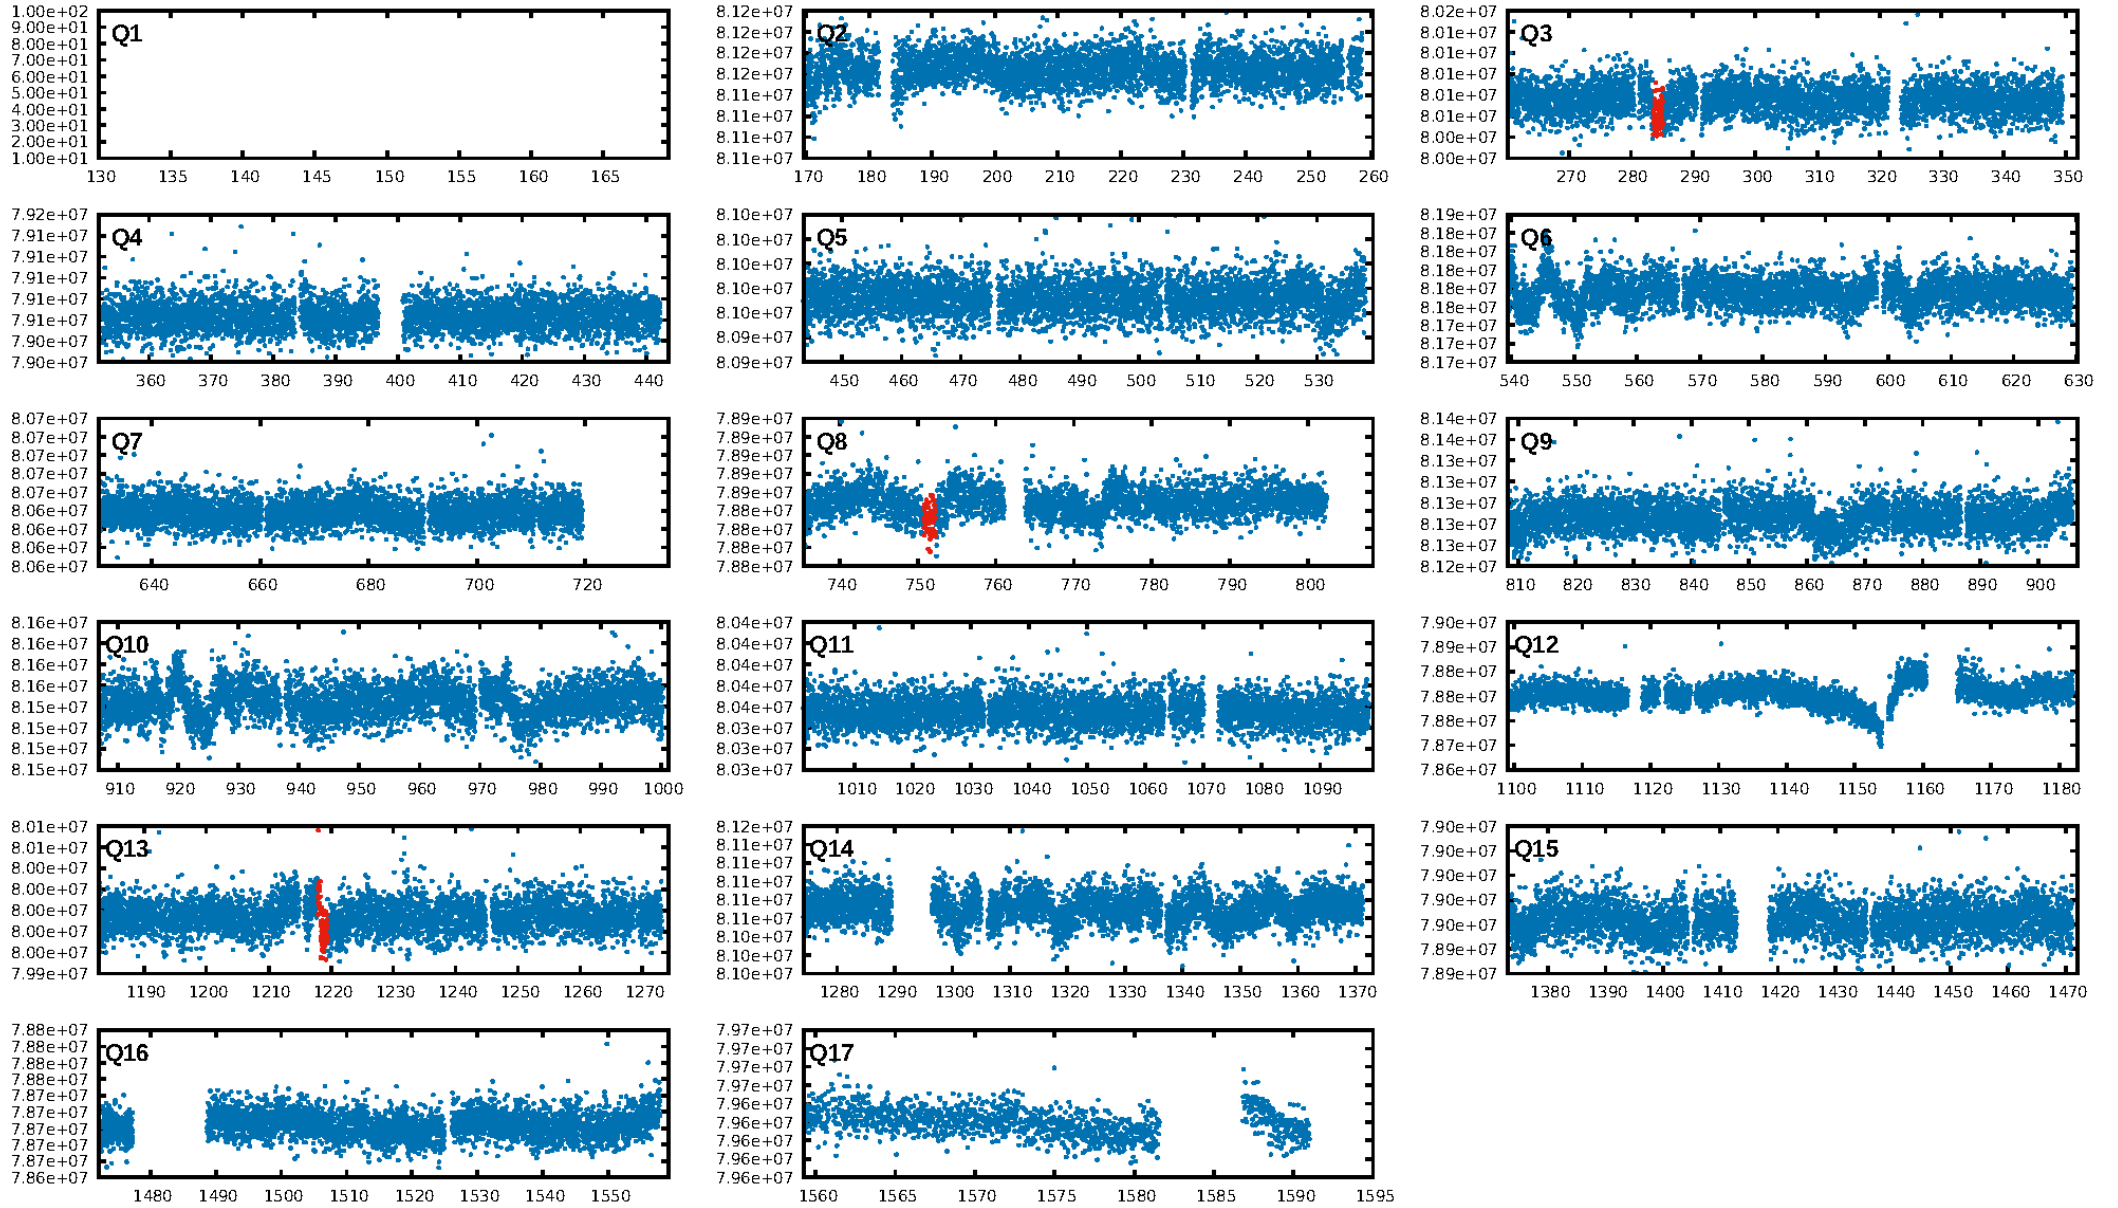 Q1
1.00e+02
9.00e+01
8.00e+01
7.00e+01
6.00e+01
5.00e+01
4.00e+01
3.00e+01
2.00e+01
1.00e+01
130 135 140 145 150 155 160 165
Q2
8.12e+07
8.12e+07
8.12e+07
8.12e+07
8.11e+07
8.11e+07
8.11e+07
8.11e+07
170 180 190 200 210 220 230 240 250 260
Q3
8.02e+07
8.01e+07
8.01e+07
8.01e+07
8.01e+07
8.01e+07
8.00e+07
8.00e+07
270 280 290 300 310 320 330 340 350
Q4
7.92e+07
7.91e+07
7.91e+07
7.91e+07
7.91e+07
7.91e+07
7.90e+07
7.90e+07
360 370 380 390 400 410 420 430 440
Q5
8.10e+07
8.10e+07
8.10e+07
8.10e+07
8.10e+07
8.09e+07
8.09e+07
450 460 470 480 490 500 510 520 530
Q6
8.19e+07
8.18e+07
8.18e+07
8.18e+07
8.18e+07
8.18e+07
8.17e+07
8.17e+07
8.17e+07
540 550 560 570 580 590 600 610 620 630
Q7
8.07e+07
8.07e+07
8.07e+07
8.07e+07
8.07e+07
8.06e+07
8.06e+07
8.06e+07
8.06e+07
640 660 680 700 720
Q8
7.89e+07
7.89e+07
7.89e+07
7.89e+07
7.89e+07
7.88e+07
7.88e+07
7.88e+07
7.88e+07
740 750 760 770 780 790 800
Q9
8.14e+07
8.14e+07
8.13e+07
8.13e+07
8.13e+07
8.13e+07
8.13e+07
8.12e+07
810 820 830 840 850 860 870 880 890 900
Q10
8.16e+07
8.16e+07
8.16e+07
8.16e+07
8.15e+07
8.15e+07
8.15e+07
8.15e+07
910 920 930 940 950 960 970 980 990 1000
Q11
8.04e+07
8.04e+07
8.04e+07
8.04e+07
8.04e+07
8.03e+07
8.03e+07
8.03e+07
1010 1020 1030 1040 1050 1060 1070 1080 1090
Q12
7.90e+07
7.89e+07
7.88e+07
7.88e+07
7.88e+07
7.87e+07
7.86e+07
1100 1110 1120 1130 1140 1150 1160 1170 1180
Q13
8.01e+07
8.01e+07
8.00e+07
8.00e+07
8.00e+07
8.00e+07
8.00e+07
7.99e+07
1190 1200 1210 1220 1230 1240 1250 1260 1270
Q14
8.12e+07
8.11e+07
8.11e+07
8.11e+07
8.11e+07
8.11e+07
8.10e+07
8.10e+07
8.10e+07
1280 1290 1300 1310 1320 1330 1340 1350 1360 1370
Q15
7.90e+07
7.90e+07
7.90e+07
7.90e+07
7.90e+07
7.89e+07
7.89e+07
1380 1390 1400 1410 1420 1430 1440 1450 1460 1470
Q16
7.88e+07
7.88e+07
7.88e+07
7.88e+07
7.87e+07
7.87e+07
7.87e+07
7.87e+07
7.87e+07
7.86e+07
1480 1490 1500 1510 1520 1530 1540 1550
Q17
7.97e+07
7.97e+07
7.97e+07
7.97e+07
7.96e+07
7.96e+07
7.96e+07
7.96e+07
7.96e+07
1560 1565 1570 1575 1580 1585 1590 1595